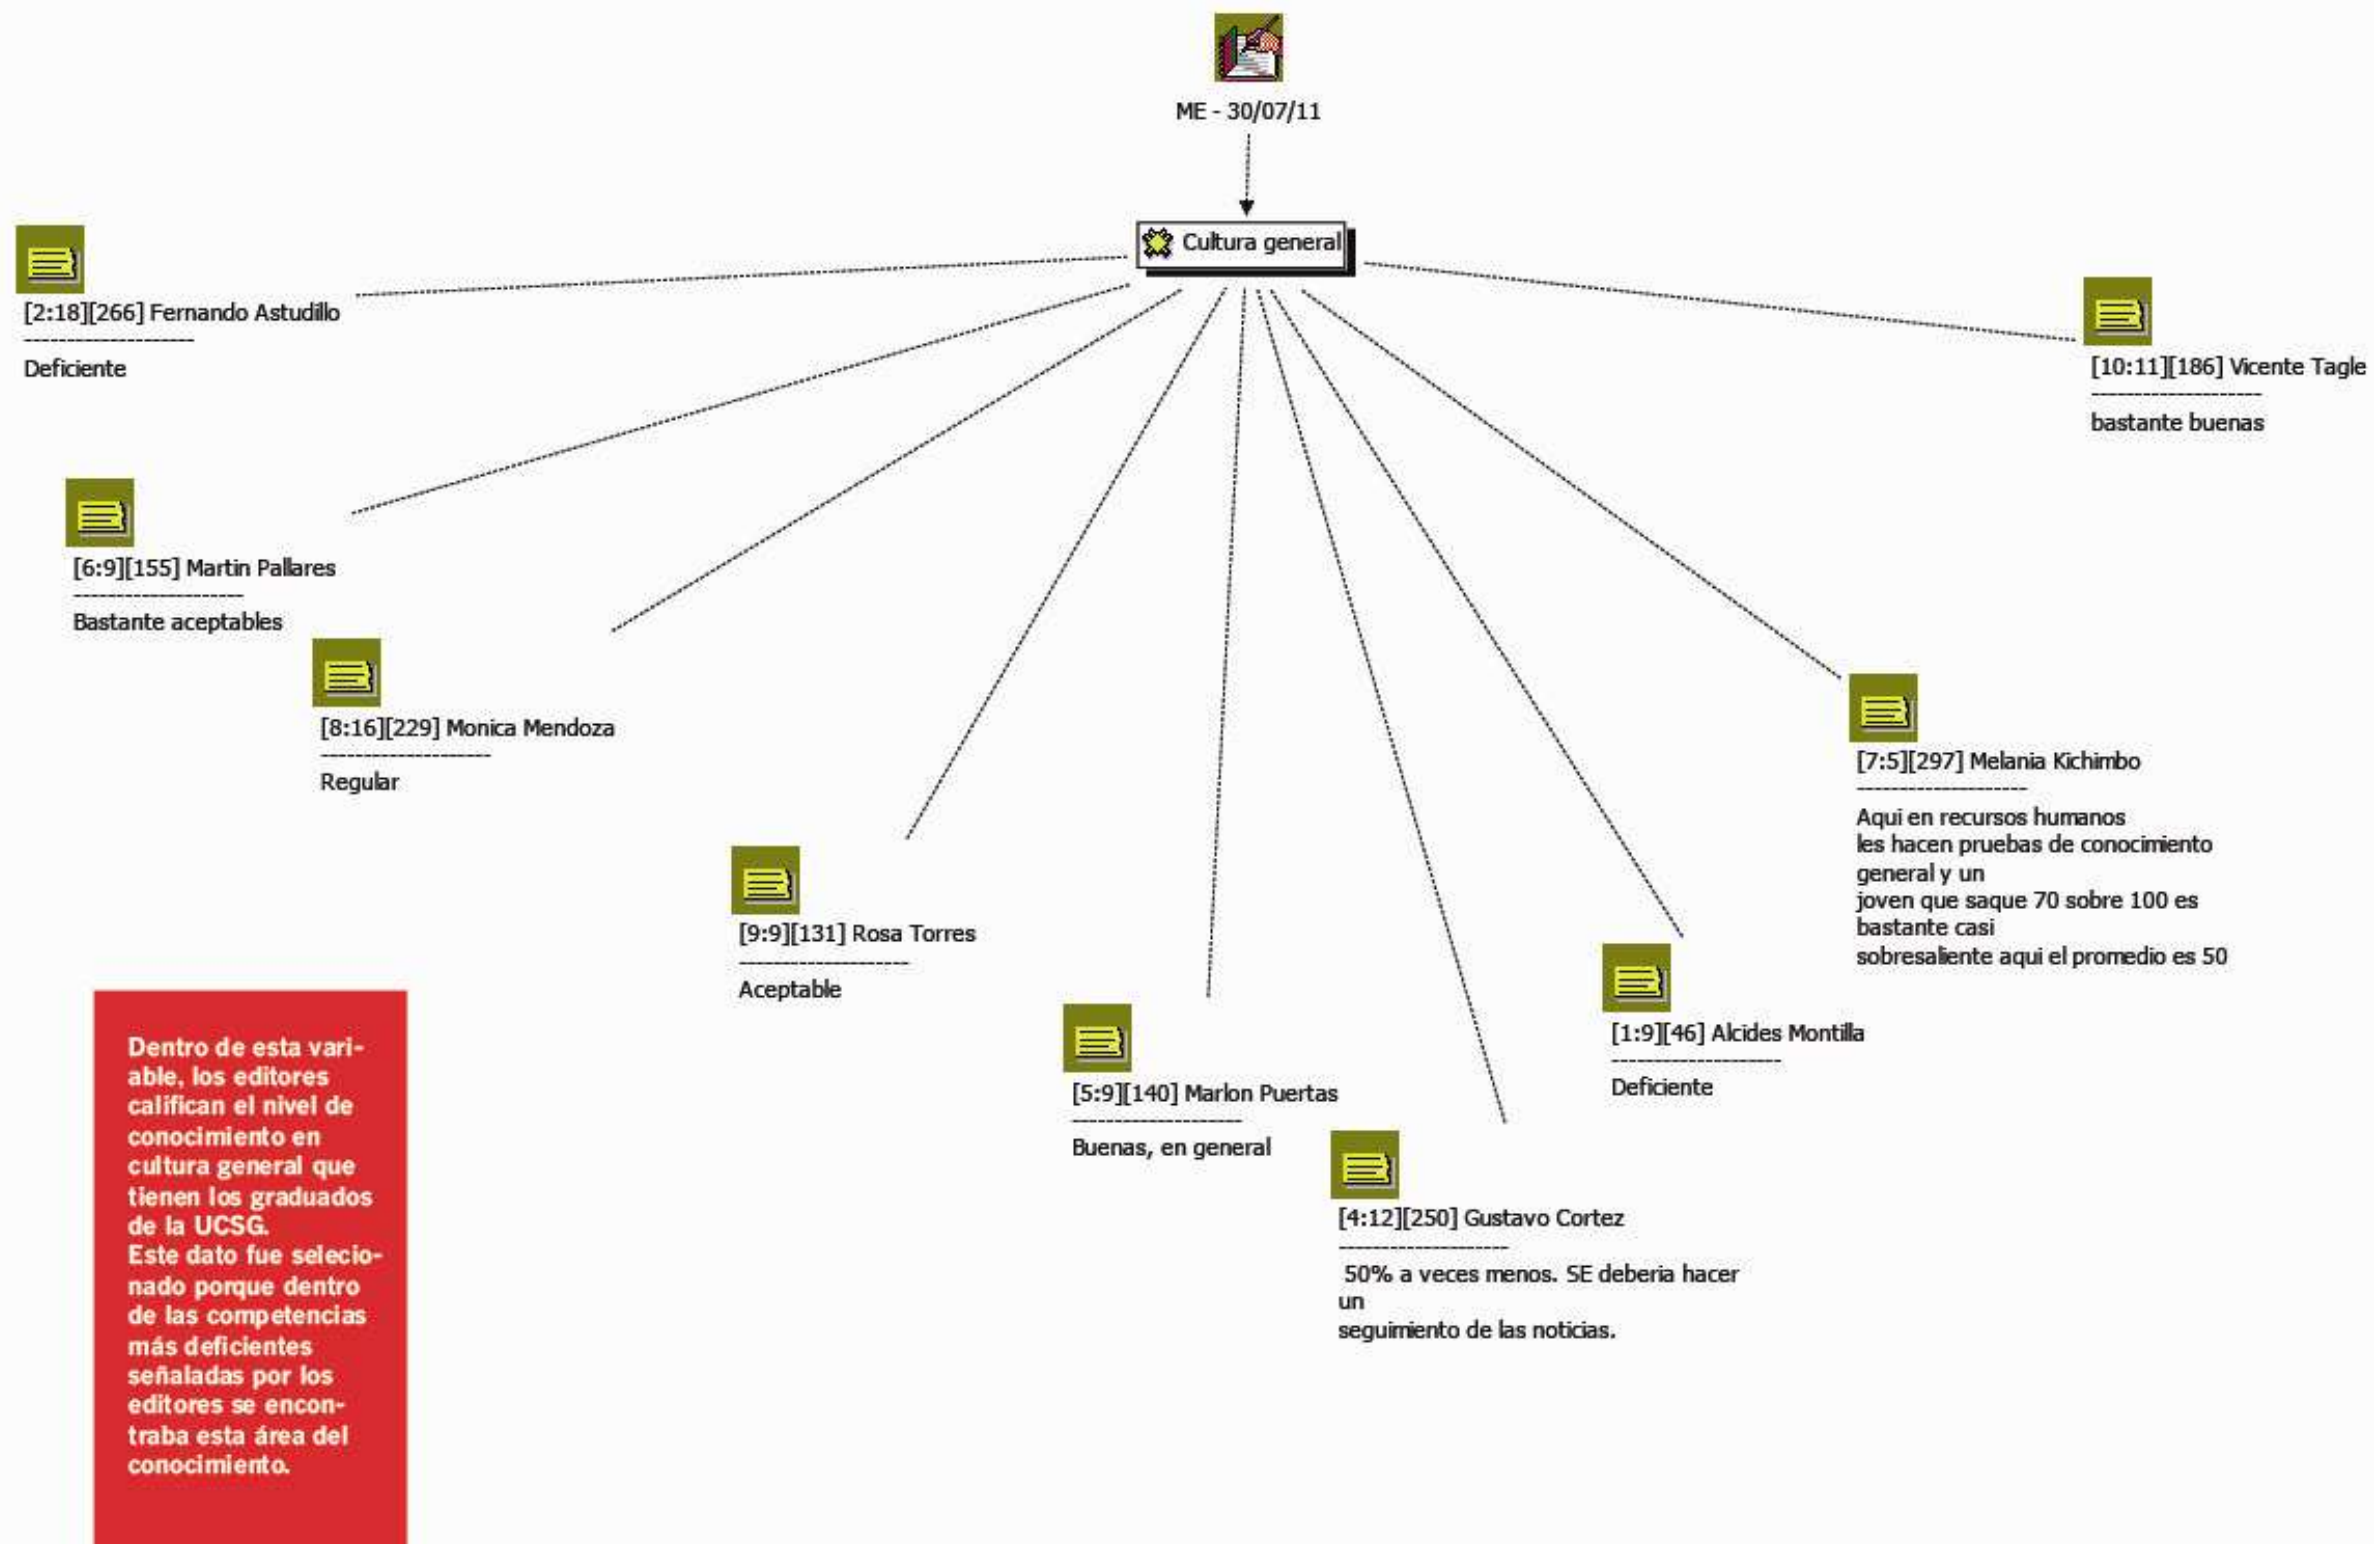 ME - 30/07/11
Cultura general
[2:18][266] Fernando Astudillo
--------------------
Deficiente
[10:11][186] Vicente Tagle
--------------------
bastante buenas
[6:9][155] Martin Pallares
--------------------
Bastante aceptables
[8:16][229] Monica Mendoza
--------------------
Regular
[7:5][297] Melania Kichimbo
--------------------
Aqui en recursos humanos
les hacen pruebas de conocimiento
general y un
joven que saque 70 sobre 100 es
bastante casi
sobresaliente aqui el promedio es 50
[9:9][131] Rosa Torres
--------------------
Aceptable
[1:9][46] Alcides Montilla
--------------------
Deficiente
[5:9][140] Marlon Puertas
--------------------
Buenas, en general
[4:12][250] Gustavo Cortez
--------------------
50% a veces menos. SE deberia hacer
un
seguimiento de las noticias.
Dentro de esta vari-
able, los editores
califican el nivel de
conocimiento en
cultura general que
tienen los graduados
de la UCSG.
Este dato fue selecio-
nado porque dentro
de las competencias
más deficientes
señaladas por los
editores se encon-
traba esta área del
conocimiento.